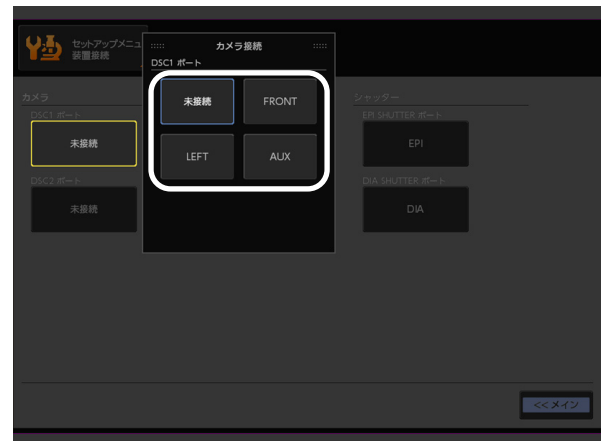 セットアップメニュ
装置接続
カメラ接続
DSC1 ポート
未接続
FRONT
LEFT
AUX
カメラ
DSC1 ポート
未接続
DSC2 ポート
未接続
シャッター
EPI SHUTTER ポート
EPI
DIA SHUTTER ポート
DIA
<< メイン